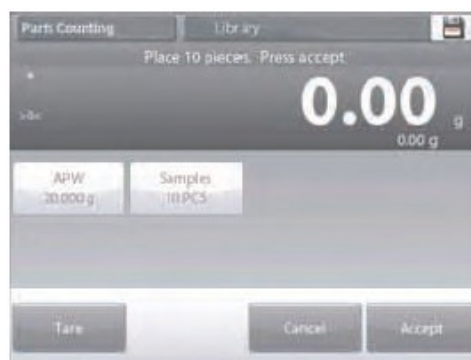 Parts Counting
Library
Place 10 pieces. Press accept
>0<
0.00 g
0.00 g
APW
20.000 g
Samples
10 PCS
Tare
Cancel
Accept